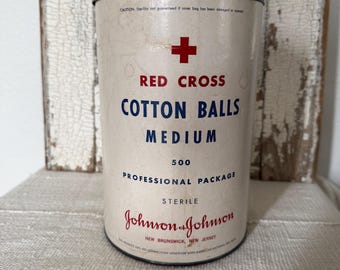 CAUTION: Sterility not guaranteed if inner bag has been damaged or opened
RED CROSS
COTTON BALLS
MEDIUM
500
PROFESSIONAL PACKAGE
STERILE
Johnson & Johnson
NEW BRUNSWICK, NEW JERSEY